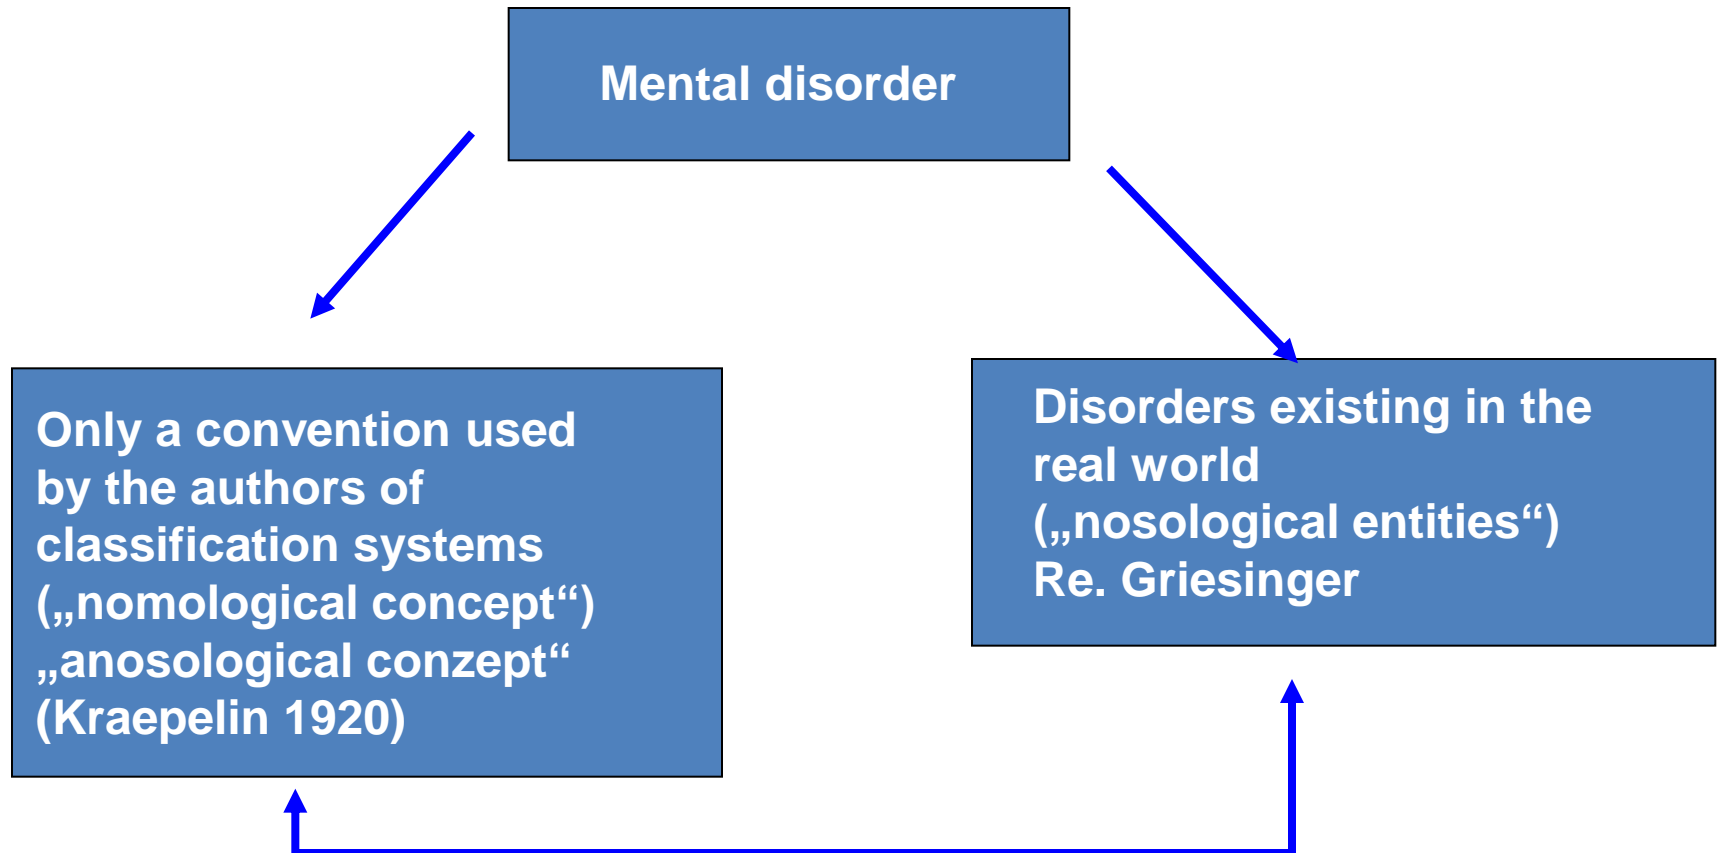 Mental disorder
Only a convention used
by the authors of
classification systems
(„nomological concept“)
„anosological conzept“
(Kraepelin 1920)
Disorders existing in the
real world
(„nosological entities“)
Re. Griesinger